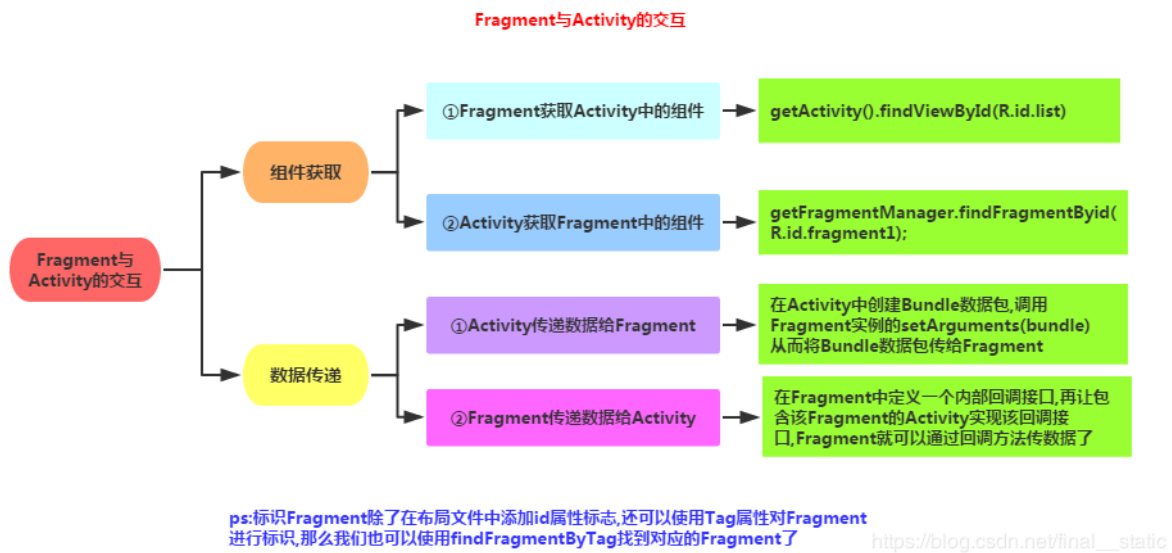 Fragment与Activity的交互
①Fragment获取Activity中的组件
getActivity().findViewById(R.id.list)
组件获取
②Activity获取Fragment中的组件
getFragmentManager.findFragmentByid(
R.id.fragment1);
Fragment与
Activity的交互
①Activity传递数据给Fragment
在Activity中创建Bundle数据包,调用
Fragment实例的setArguments(bundle)
从而将Bundle数据包传给Fragment
数据传递
②Fragment传递数据给Activity
在Fragment中定义一个内部回调接口,再让包
含该Fragment的Activity实现该回调接
口,Fragment就可以通过回调方法传数据了
ps:标识Fragment除了在布局文件中添加id属性标志,还可以使用Tag属性对Fragment
进行标识,那么我们也可以使用findFragmentByTag找到对应的Fragment了
https://blog.csdn.net/final__static